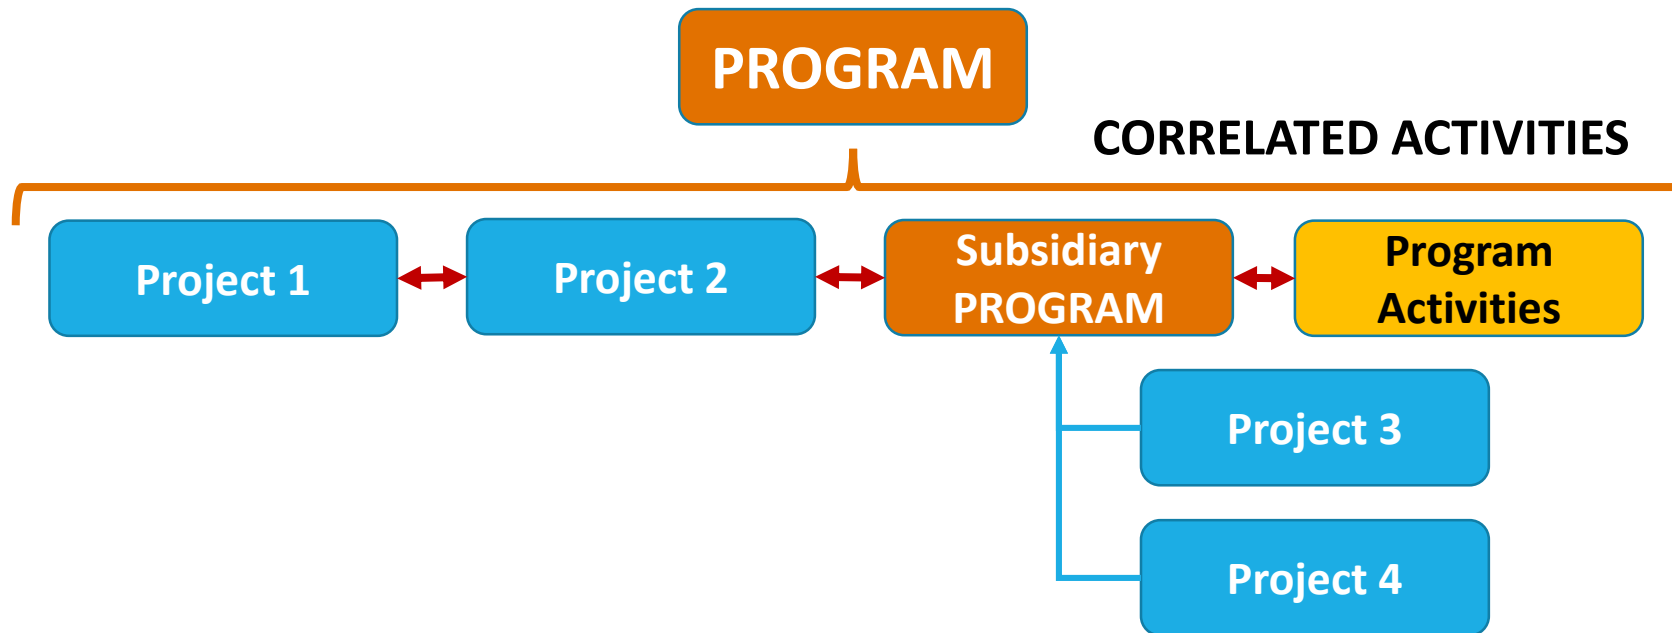 PROGRAM
CORRELATED ACTIVITIES
Project 1
Project 2
Subsidiary
PROGRAM
Program
Activities
Project 3
Project 4